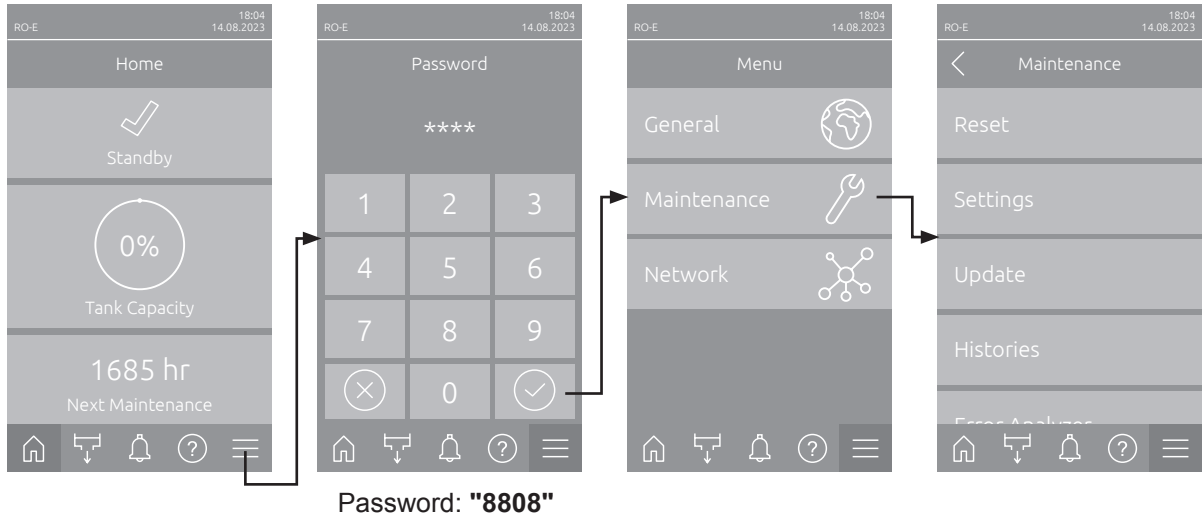 RO-E
18:04
14.08.2023
Home
Standby
0%
Tank Capacity
1685 hr
Next Maintenance
?
RO-E
18:04
14.08.2023
Password
****
1 2 3
4 5 6
7 8 9
0
?
Password: "8808"
RO-E
18:04
14.08.2023
Menu
General
Maintenance
Network
?
RO-E
18:04
14.08.2023
Maintenance
Reset
Settings
Update
Histories
Error Analyzer
?